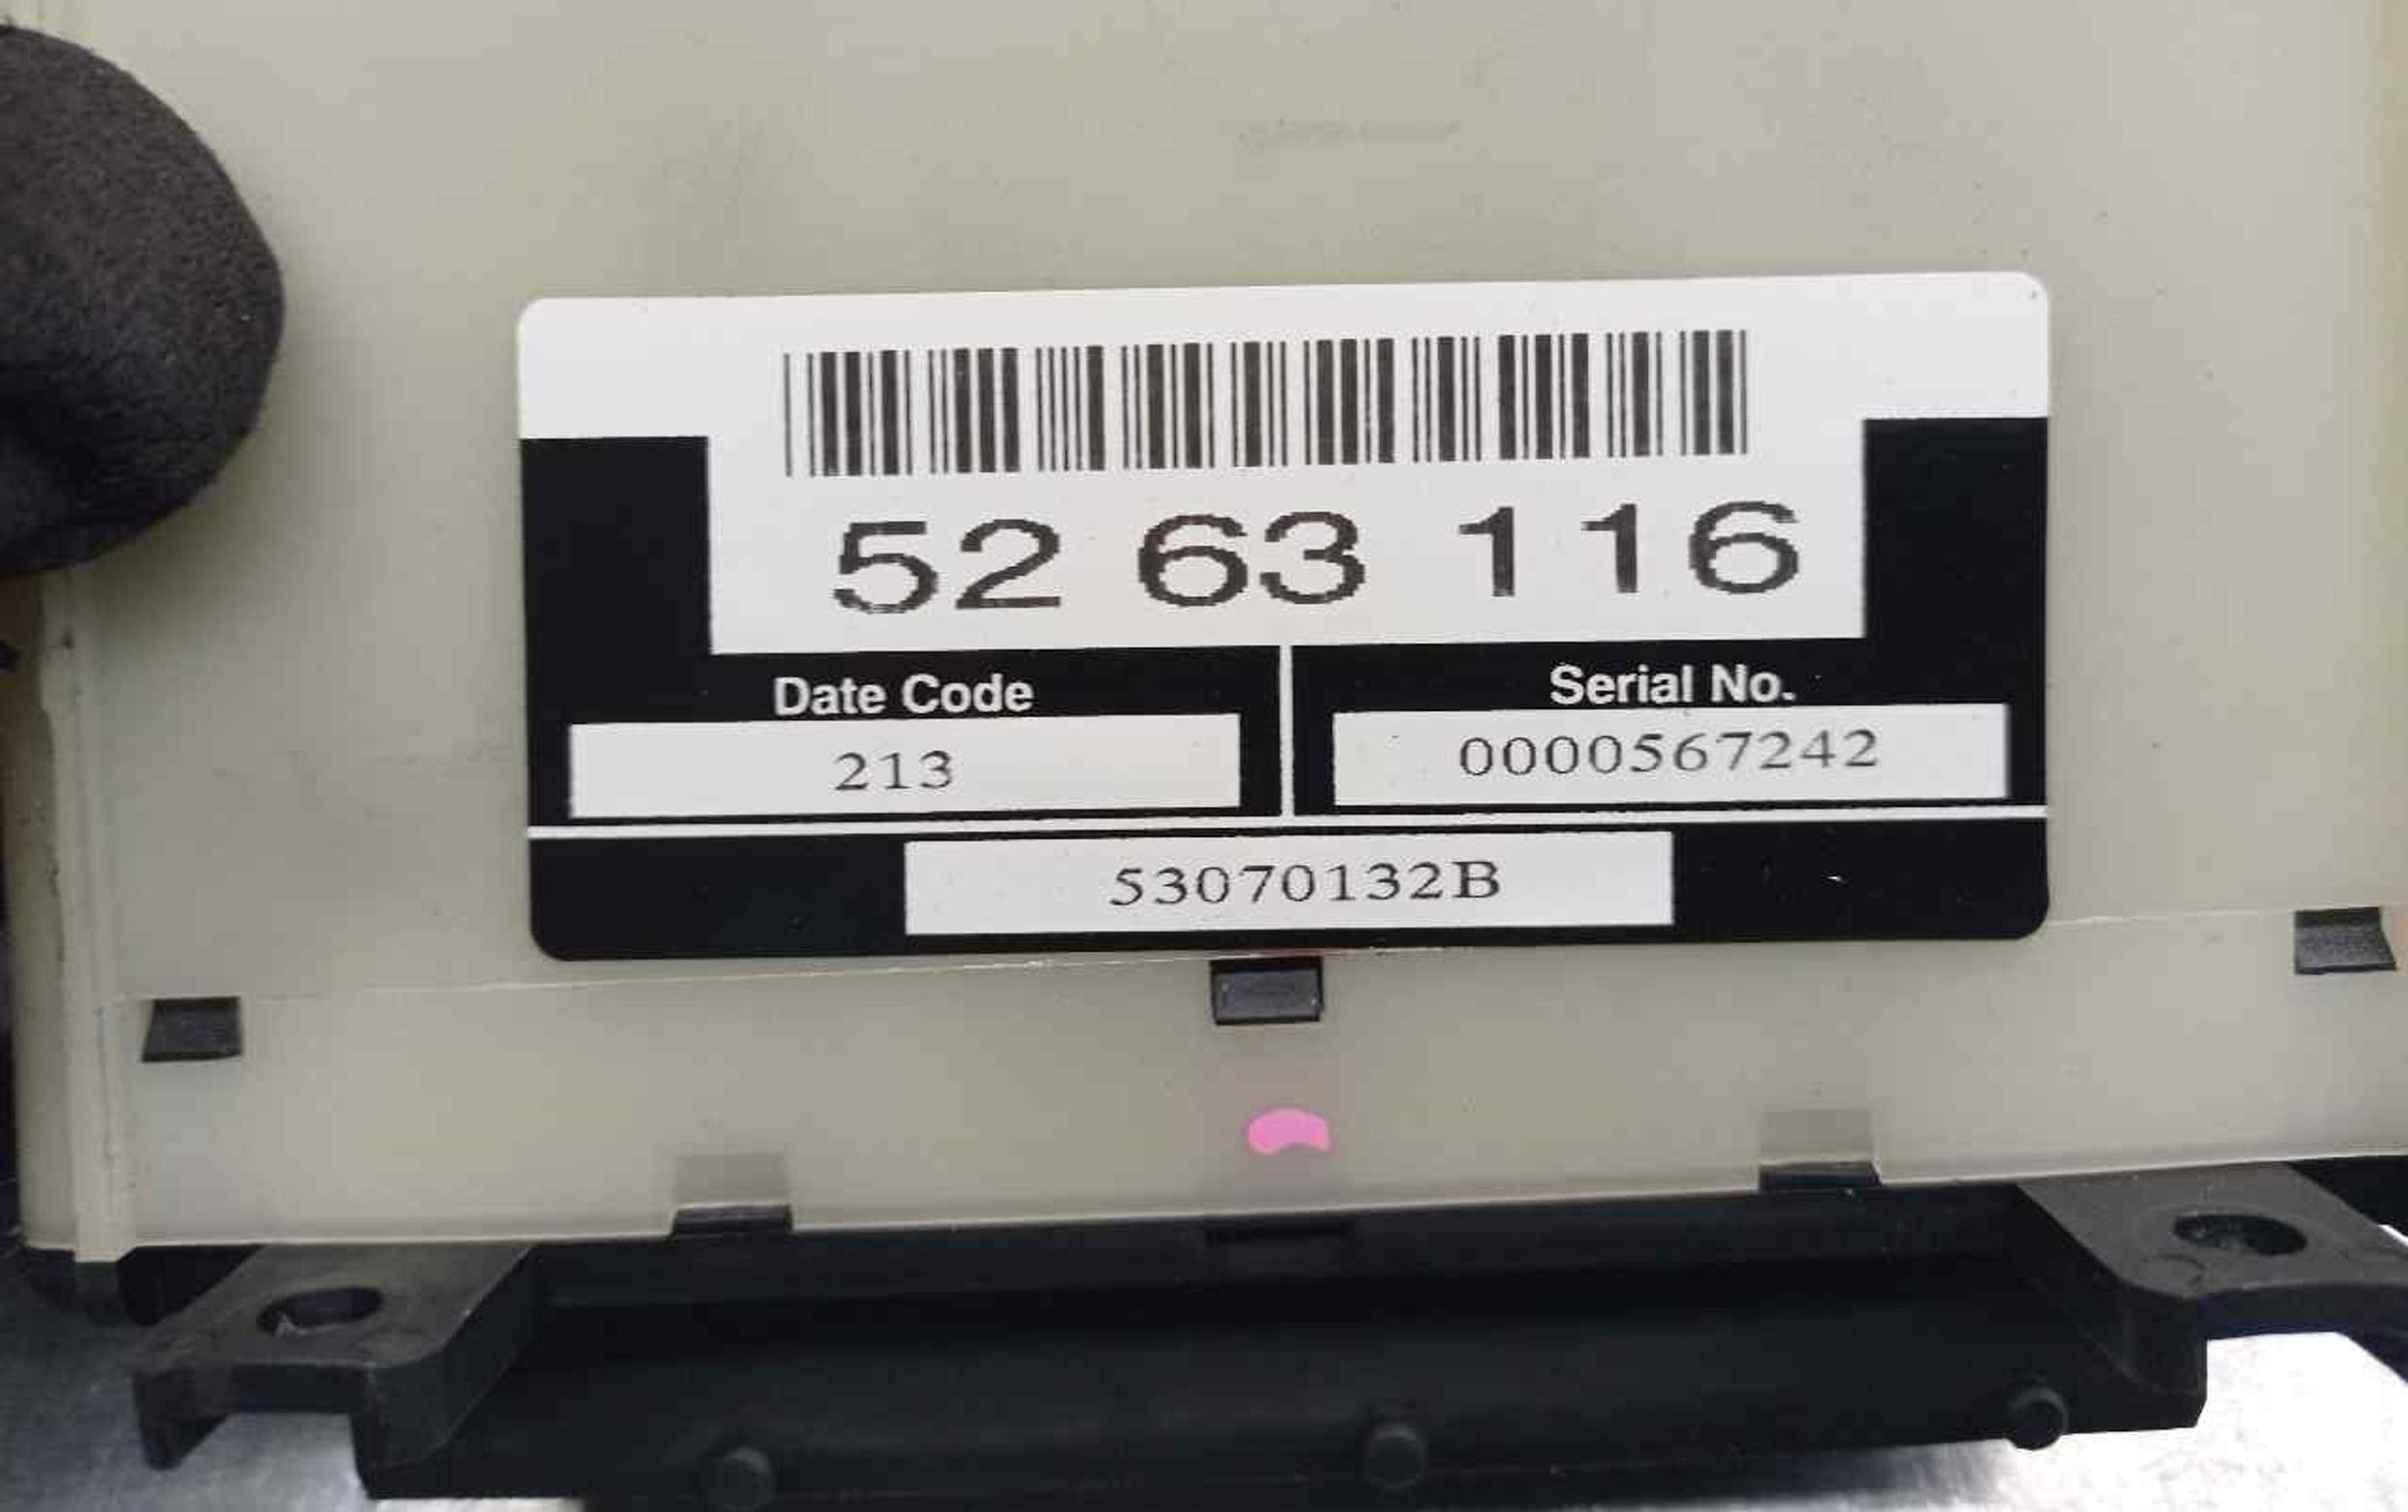 52 63 116
Date Code
Serial No.
213
0000567242
53070132B